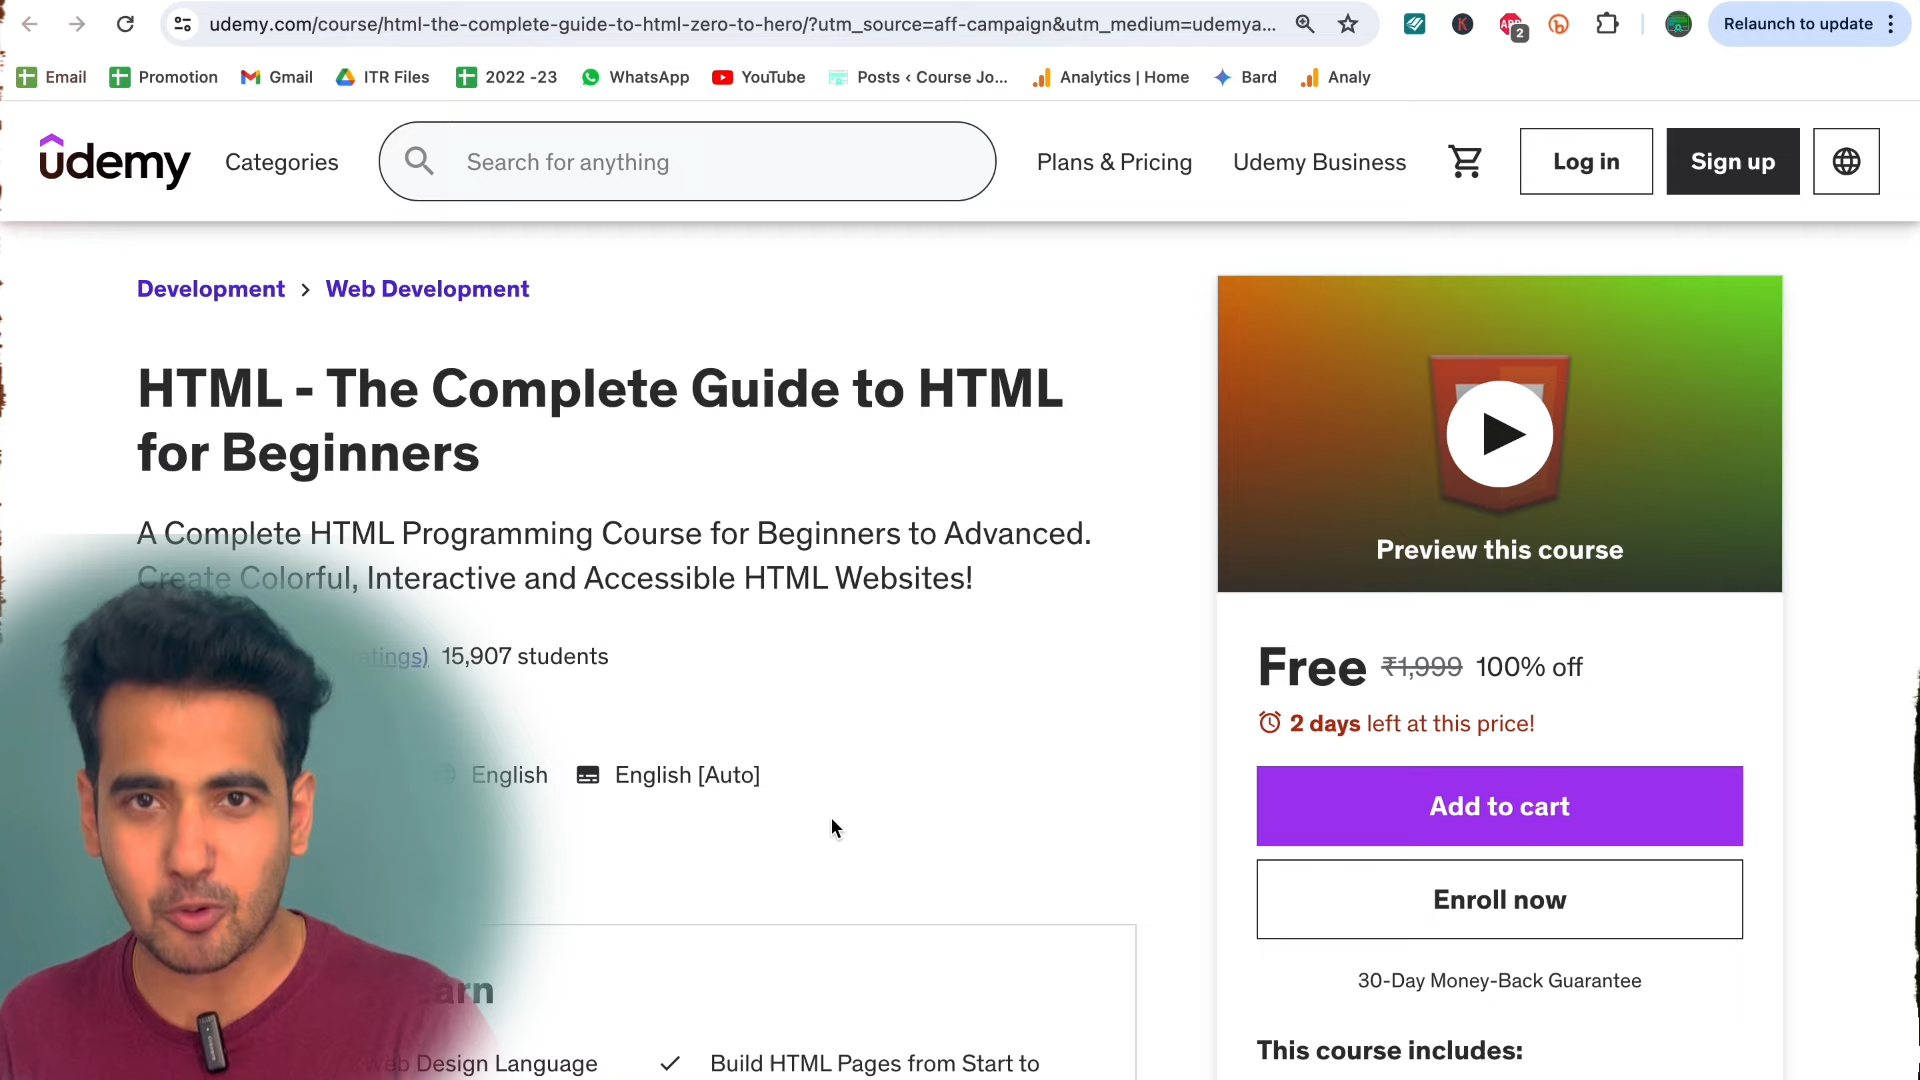 udemy.com/course/html-the-complete-guide-to-html-zero-to-hero/?utm_source=aff-campaign&utm_medium=udemya...
2
Relaunch to update
Email Promotion Gmail ITR Files 2022 -23 WhatsApp YouTube Posts ‹ Course Jo... Analytics | Home Bard Analy
udemy Categories Search for anything Plans & Pricing Udemy Business Log in Sign up
Development > Web Development
HTML - The Complete Guide to HTML
for Beginners
A Complete HTML Programming Course for Beginners to Advanced.
Create Colorful, Interactive and Accessible HTML Websites!
15,907 students
English English [Auto]
Web Design Language
Build HTML Pages from Start to
Preview this course
Free ₹1,999 100% off
2 days left at this price!
Add to cart
Enroll now
30-Day Money-Back Guarantee
This course includes: